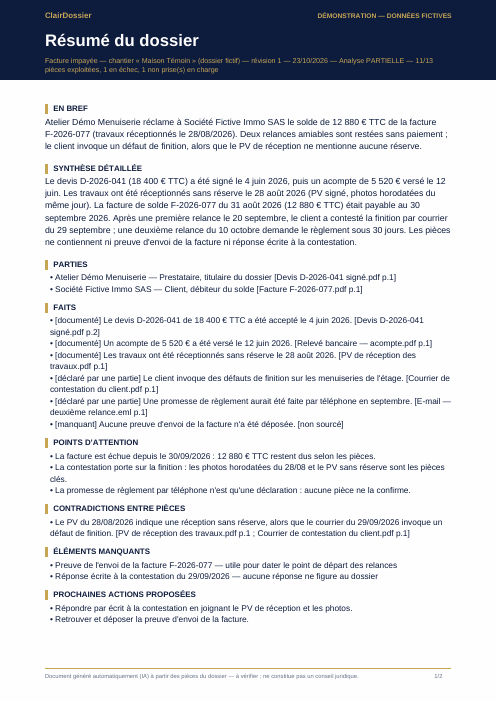 ClairDossier
DÉMONSTRATION — DONNÉES FICTIVES
Résumé du dossier
Facture impayée — chantier « Maison Témoin » (dossier fictif) — révision 1 — 23/10/2026 — Analyse PARTIELLE — 11/13
pièces exploitées, 1 en échec, 1 non prise(s) en charge
EN BREF
Atelier Démo Menuiserie réclame à Société Fictive Immo SAS le solde de 12 880 € TTC de la facture
F-2026-077 (travaux réceptionnés le 28/08/2026). Deux relances amiables sont restées sans paiement ;
le client invoque un défaut de finition, alors que le PV de réception ne mentionne aucune réserve.
SYNTHÈSE DÉTAILLÉE
Le devis D-2026-041 (18 400 € TTC) a été signé le 4 juin 2026, puis un acompte de 5 520 € versé le 12
juin. Les travaux ont été réceptionnés sans réserve le 28 août 2026 (PV signé, photos horodatées du
même jour). La facture de solde F-2026-077 du 31 août 2026 (12 880 € TTC) était payable au 30
septembre 2026. Après une première relance le 20 septembre, le client a contesté la finition par courrier
du 29 septembre ; une deuxième relance du 10 octobre demande le règlement sous 30 jours. Les pièces
ne contiennent ni preuve d'envoi de la facture ni réponse écrite à la contestation.
PARTIES
• Atelier Démo Menuiserie — Prestataire, titulaire du dossier [Devis D-2026-041 signé.pdf p.1]
• Société Fictive Immo SAS — Client, débiteur du solde [Facture F-2026-077.pdf p.1]
FAITS
• [documenté] Le devis D-2026-041 de 18 400 € TTC a été accepté le 4 juin 2026. [Devis D-2026-041
signé.pdf p.2]
• [documenté] Un acompte de 5 520 € a été versé le 12 juin 2026. [Relevé bancaire — acompte.pdf p.1]
• [documenté] Les travaux ont été réceptionnés sans réserve le 28 août 2026. [PV de réception des
travaux.pdf p.1]
• [déclaré par une partie] Le client invoque des défauts de finition sur les menuiseries de l'étage. [Courrier de
contestation du client.pdf p.1]
• [déclaré par une partie] Une promesse de règlement aurait été faite par téléphone en septembre. [E-mail —
deuxième relance.eml p.1]
• [manquant] Aucune preuve d'envoi de la facture n'a été déposée. [non sourcé]
POINTS D'ATTENTION
• La facture est échue depuis le 30/09/2026 : 12 880 € TTC restent dus selon les pièces.
• La contestation porte sur la finition : les photos horodatées du 28/08 et le PV sans réserve sont les pièces
clés.
• La promesse de règlement par téléphone n'est qu'une déclaration : aucune pièce ne la confirme.
CONTRADICTIONS ENTRE PIÈCES
• Le PV du 28/08/2026 indique une réception sans réserve, alors que le courrier du 29/09/2026 invoque un
défaut de finition. [PV de réception des travaux.pdf p.1 ; Courrier de contestation du client.pdf p.1]
ÉLÉMENTS MANQUANTS
• Preuve de l'envoi de la facture F-2026-077 — utile pour dater le point de départ des relances
• Réponse écrite à la contestation du 29/09/2026 — aucune réponse ne figure au dossier
PROCHAINES ACTIONS PROPOSÉES
• Répondre par écrit à la contestation en joignant le PV de réception et les photos.
• Retrouver et déposer la preuve d'envoi de la facture.
Document généré automatiquement (IA) à partir des pièces du dossier — à vérifier ; ne constitue pas un conseil juridique.
1/2